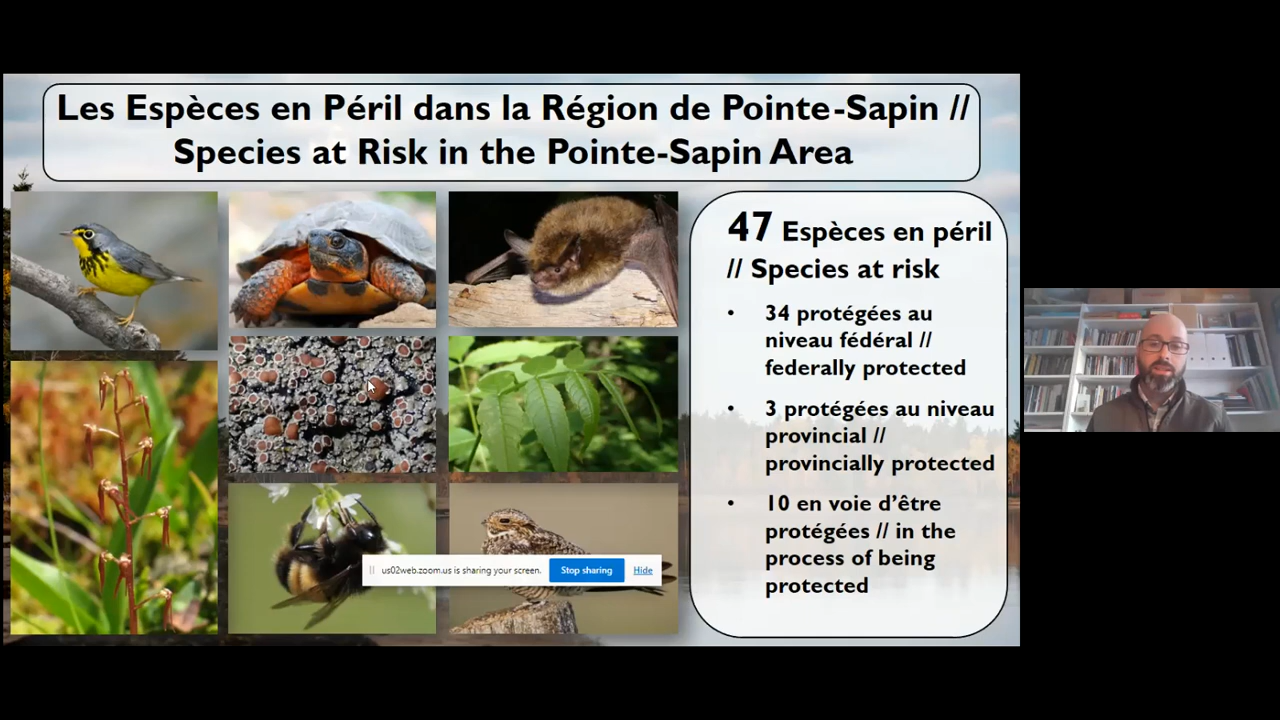 Les Espèces en Péril dans la Région de Pointe-Sapin //
Species at Risk in the Pointe-Sapin Area
47 Espèces en péril
// Species at risk
• 34 protégées au
niveau fédéral //
federally protected
• 3 protégées au niveau
provincial //
provincially protected
• 10 en voie d'être
protégées // in the
process of being
protected
us02web.zoom.us is sharing your screen. Stop sharing Hide